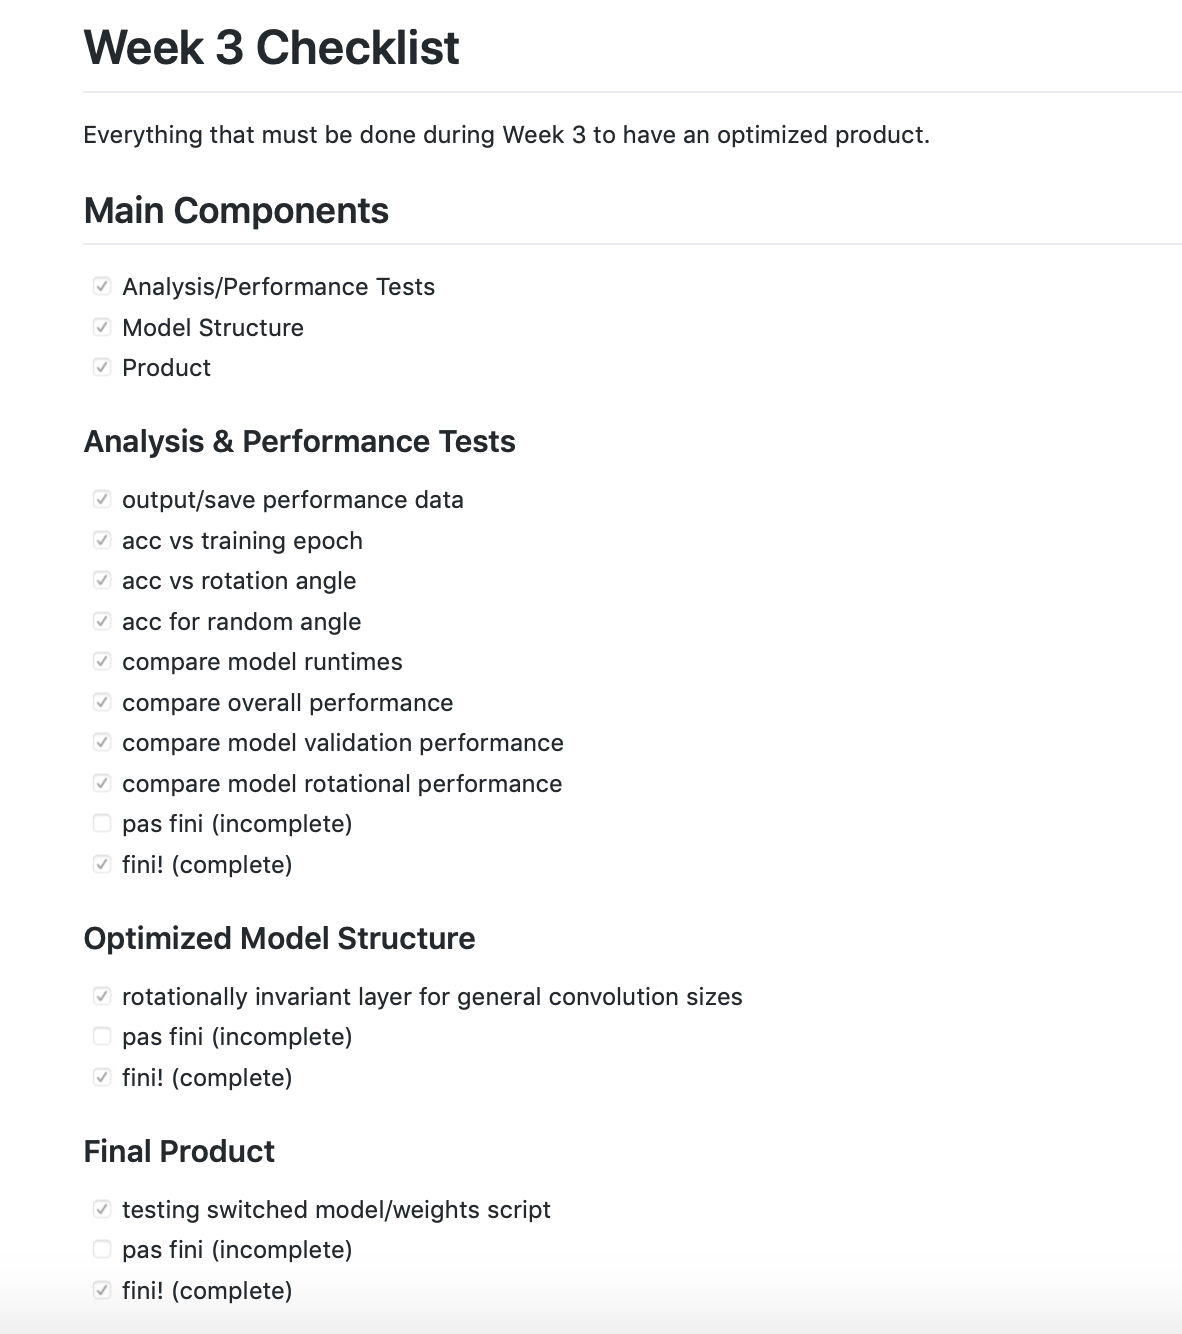 Week 3 Checklist
Everything that must be done during Week 3 to have an optimized product.
Main Components
Analysis/Performance Tests
Model Structure
Product
Analysis & Performance Tests
output/save performance data
acc vs training epoch
acc vs rotation angle
acc for random angle
compare model runtimes
compare overall performance
compare model validation performance
compare model rotational performance
pas fini (incomplete)
fini! (complete)
Optimized Model Structure
rotationally invariant layer for general convolution sizes
pas fini (incomplete)
fini! (complete)
Final Product
testing switched model/weights script
pas fini (incomplete)
fini! (complete)